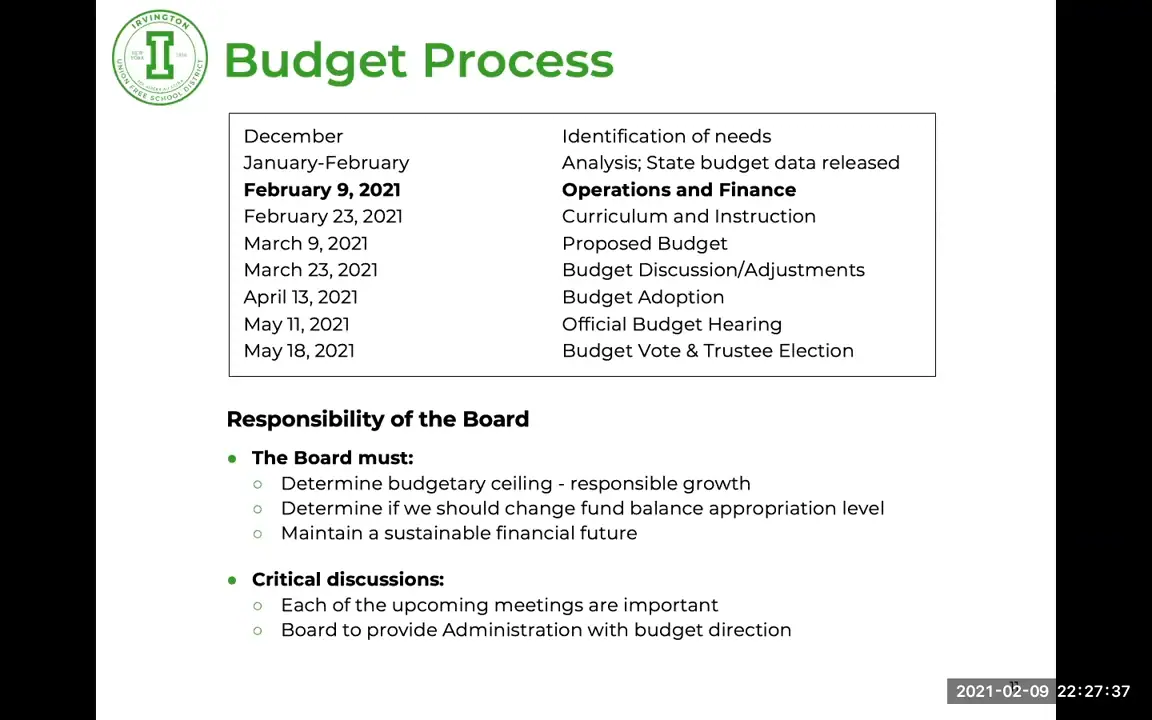 IRVINGTON
NEW YORK
UNION FREE SCHOOL DISTRICT
Budget Process
December Identification of needs
January-February Analysis; State budget data released
February 9, 2021 Operations and Finance
February 23, 2021 Curriculum and Instruction
March 9, 2021 Proposed Budget
March 23, 2021 Budget Discussion/Adjustments
April 13, 2021 Budget Adoption
May 11, 2021 Official Budget Hearing
May 18, 2021 Budget Vote & Trustee Election
Responsibility of the Board
● The Board must:
○ Determine budgetary ceiling - responsible growth
○ Determine if we should change fund balance appropriation level
○ Maintain a sustainable financial future
● Critical discussions:
○ Each of the upcoming meetings are important
○ Board to provide Administration with budget direction
2021-02-09 22:27:37